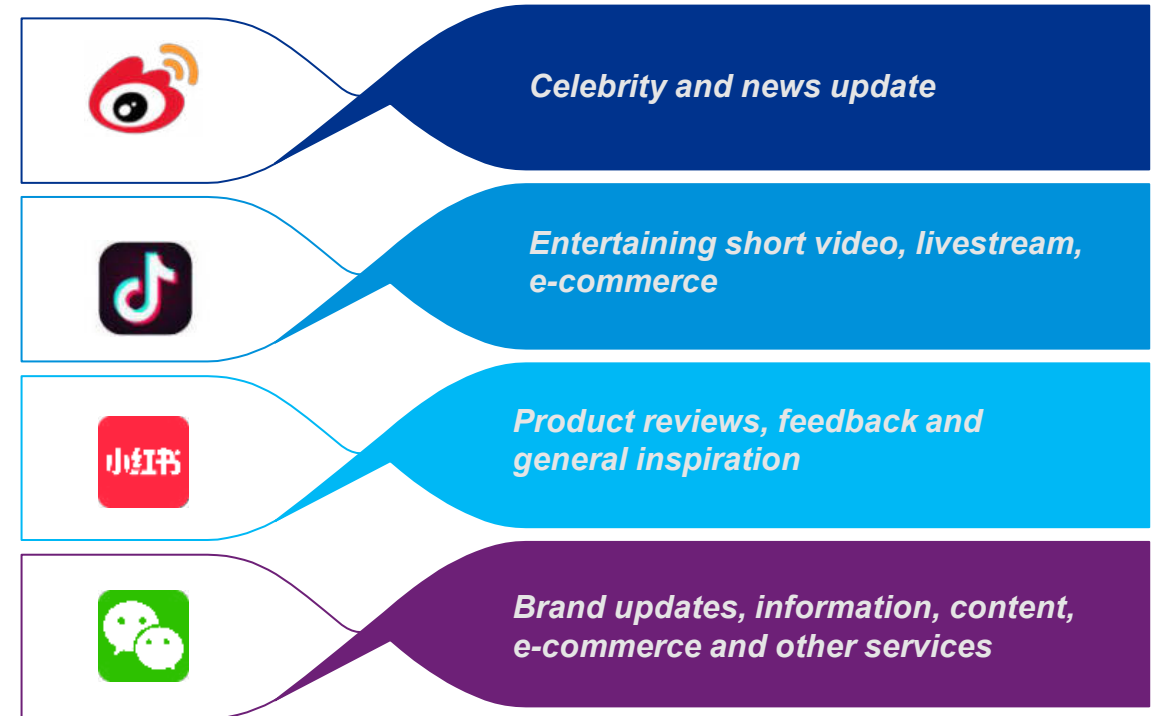 Celebrity and news update
Entertaining short video, livestream,
e-commerce
小红书
Product reviews, feedback and
general inspiration
Brand updates, information, content,
e-commerce and other services